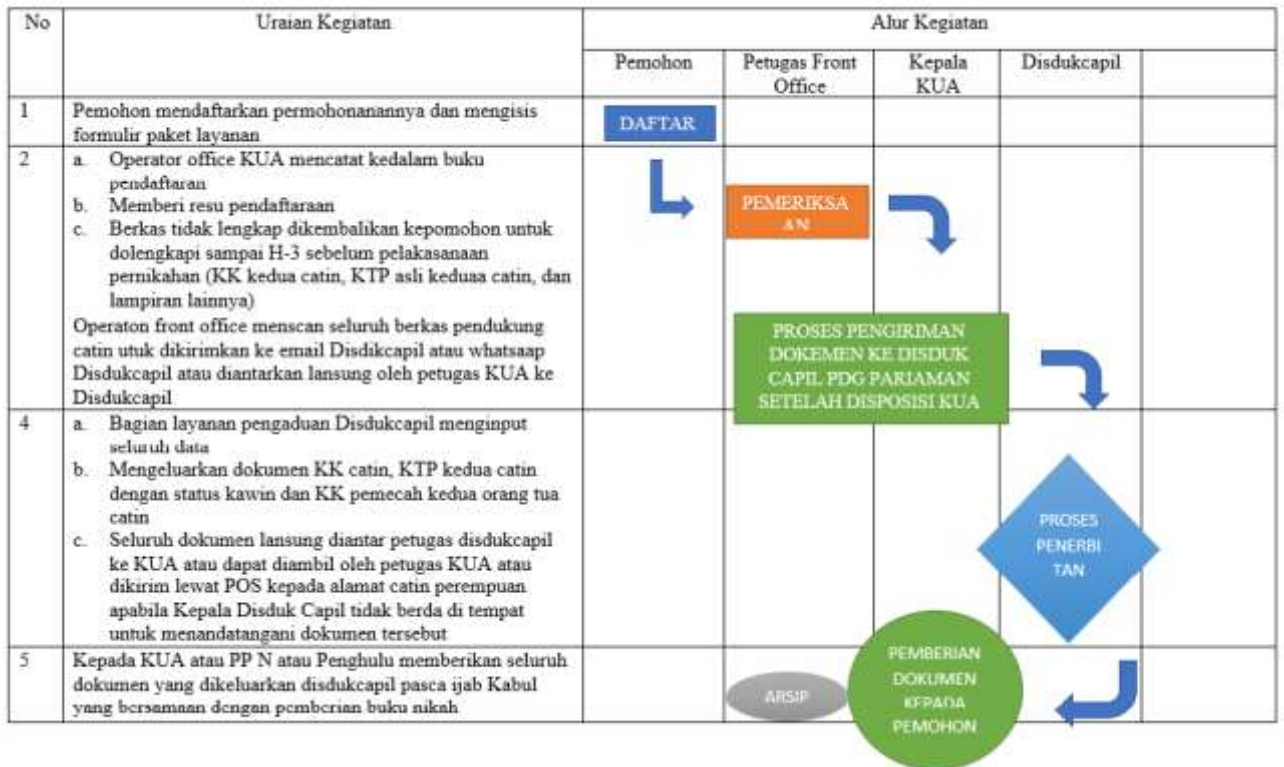 No
Uraian Kegiatan
Alur Kegiatan
Pemohon
Petugas Front
Office
Kepala
KUA
Disdukcapil
1
Pemohon mendaftarkan permohonanannya dan mengisis
formulir paket layanan
DAFTAR
2
a. Operator office KUA mencatat kedalam buku
pendaftaran
b. Memberi resu pendaftaraan
c. Berkas tidak lengkap dikembalikan kepomohon untuk
dolengkapi sampai H-3 sebelum pelakasanaan
pernikahan (KK kedua catin, KTP asli keduaa catin, dan
lampiran lainnya)
PEMERIKSA
AN
Operaton front office menscan seluruh berkas pendukung
catin utuk dikirimkan ke email Disdikcapil atau whatsaap
Disdukcapil atau diantarkan lansung oleh petugas KUA ke
Disdukcapil
PROSES PENGIRIMAN
DOKEMEN KE DISDUK
CAPIL PDG PARIAMAN
SETELAH DISPOSISI KUA
4
a. Bagian layanan pengaduan Disdukcapil menginput
seluruh data
b. Mengeluarkan dokumen KK catin, KTP kedua catin
dengan status kawin dan KK pemecah kedua orang tua
catin
c. Seluruh dokumen lansung diantar petugas disdukcapil
ke KUA atau dapat diambil oleh petugas KUA atau
dikirim lewat POS kepada alamat catin perempuan
apabila Kepala Disduk Capil tidak berda di tempat
untuk menandatangani dokumen tersebut
PROSES
PENERBI
TAN
5
Kepada KUA atau PP N atau Penghulu memberikan seluruh
dokumen yang dikeluarkan disdukcapil pasca ijab Kabul
yang bersamaan dengan pemberian buku nikah
ARSIP
PEMBERIAN
DOKUMEN
KEPADA
PEMOHON